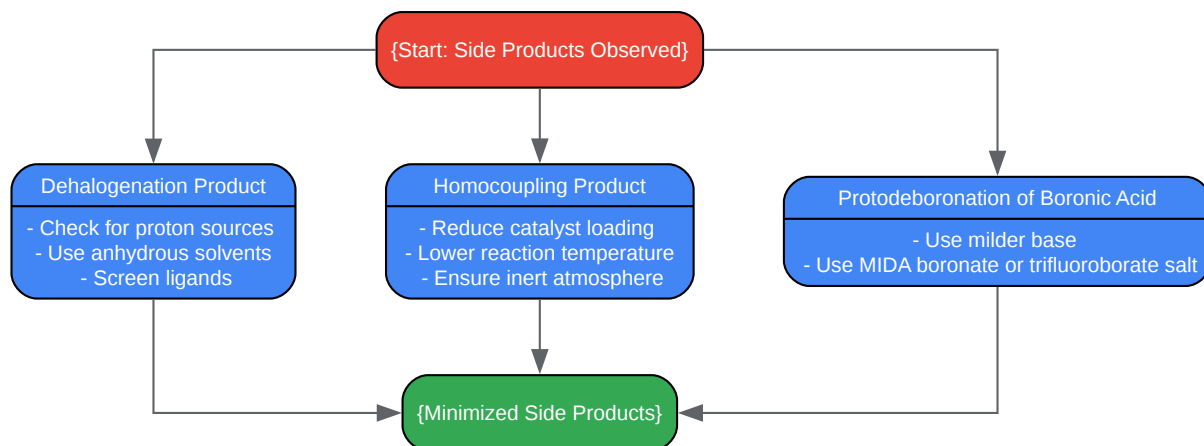 {Start: Side Products Observed}
Dehalogenation Product
- Check for proton sources
- Use anhydrous solvents
- Screen ligands
Homocoupling Product
- Reduce catalyst loading
- Lower reaction temperature
- Ensure inert atmosphere
Protodeboronation of Boronic Acid
- Use milder base
- Use MIDA boronate or trifluoroborate salt
{Minimized Side Products}